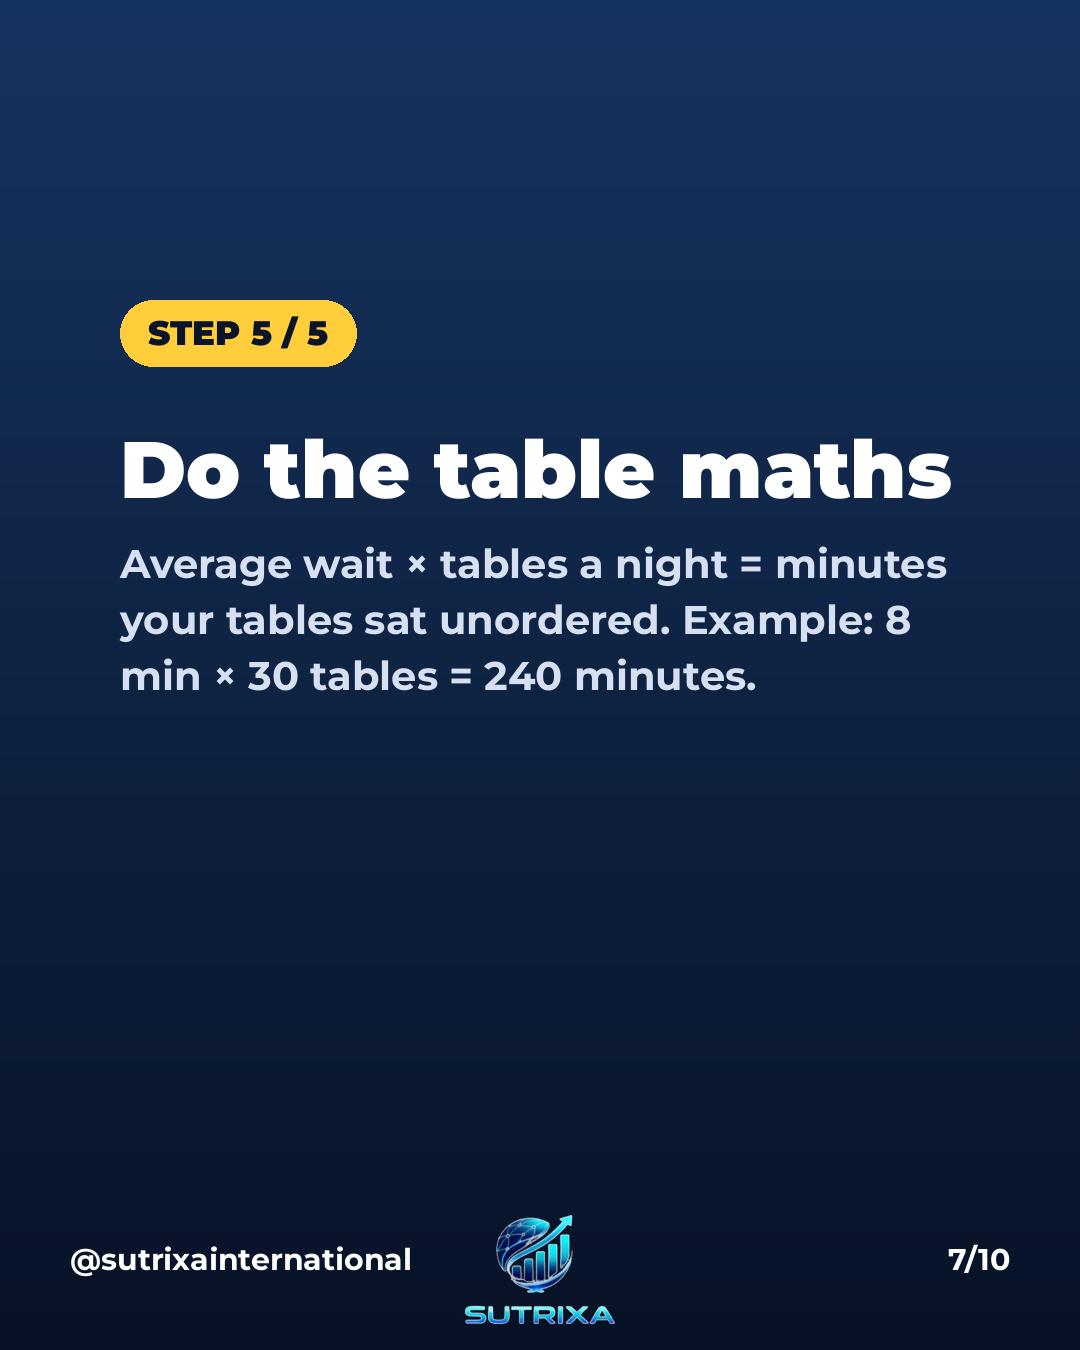 STEP 5 / 5
Do the table maths
Average wait × tables a night = minutes
your tables sat unordered. Example: 8
min × 30 tables = 240 minutes.
@sutrixainternational
SUTRIXA
7/10